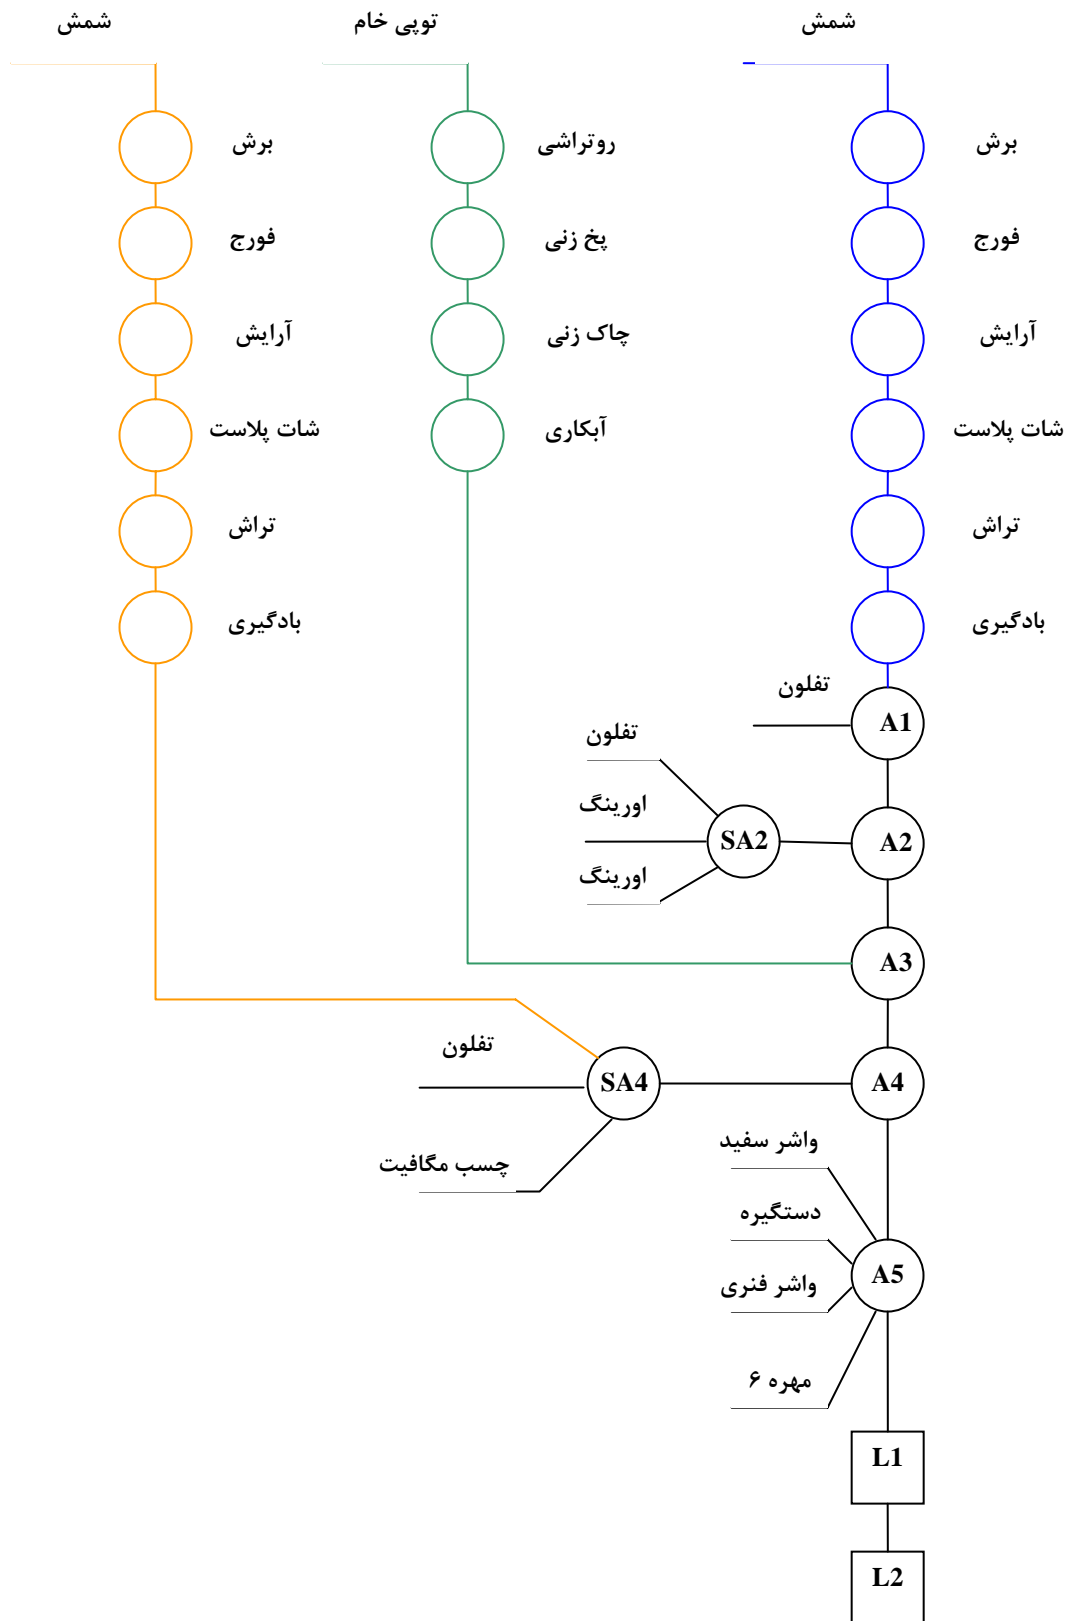 شمش
توپی خام
شمش
برش
روتراشی
برش
فورج
پخ زنی
فورج
آرایش
چاک زنی
آرایش
شات پلاست
آبکاری
شات پلاست
تراش
تراش
بادگیری
بادگیری
تفلون
A1
تفلون
اورینگ
SA2
A2
اورینگ
A3
تفلون
SA4
A4
چسب مگافیت
واشر سفید
دستگیره
A5
واشر فنری
مهره ۶
L1
L2